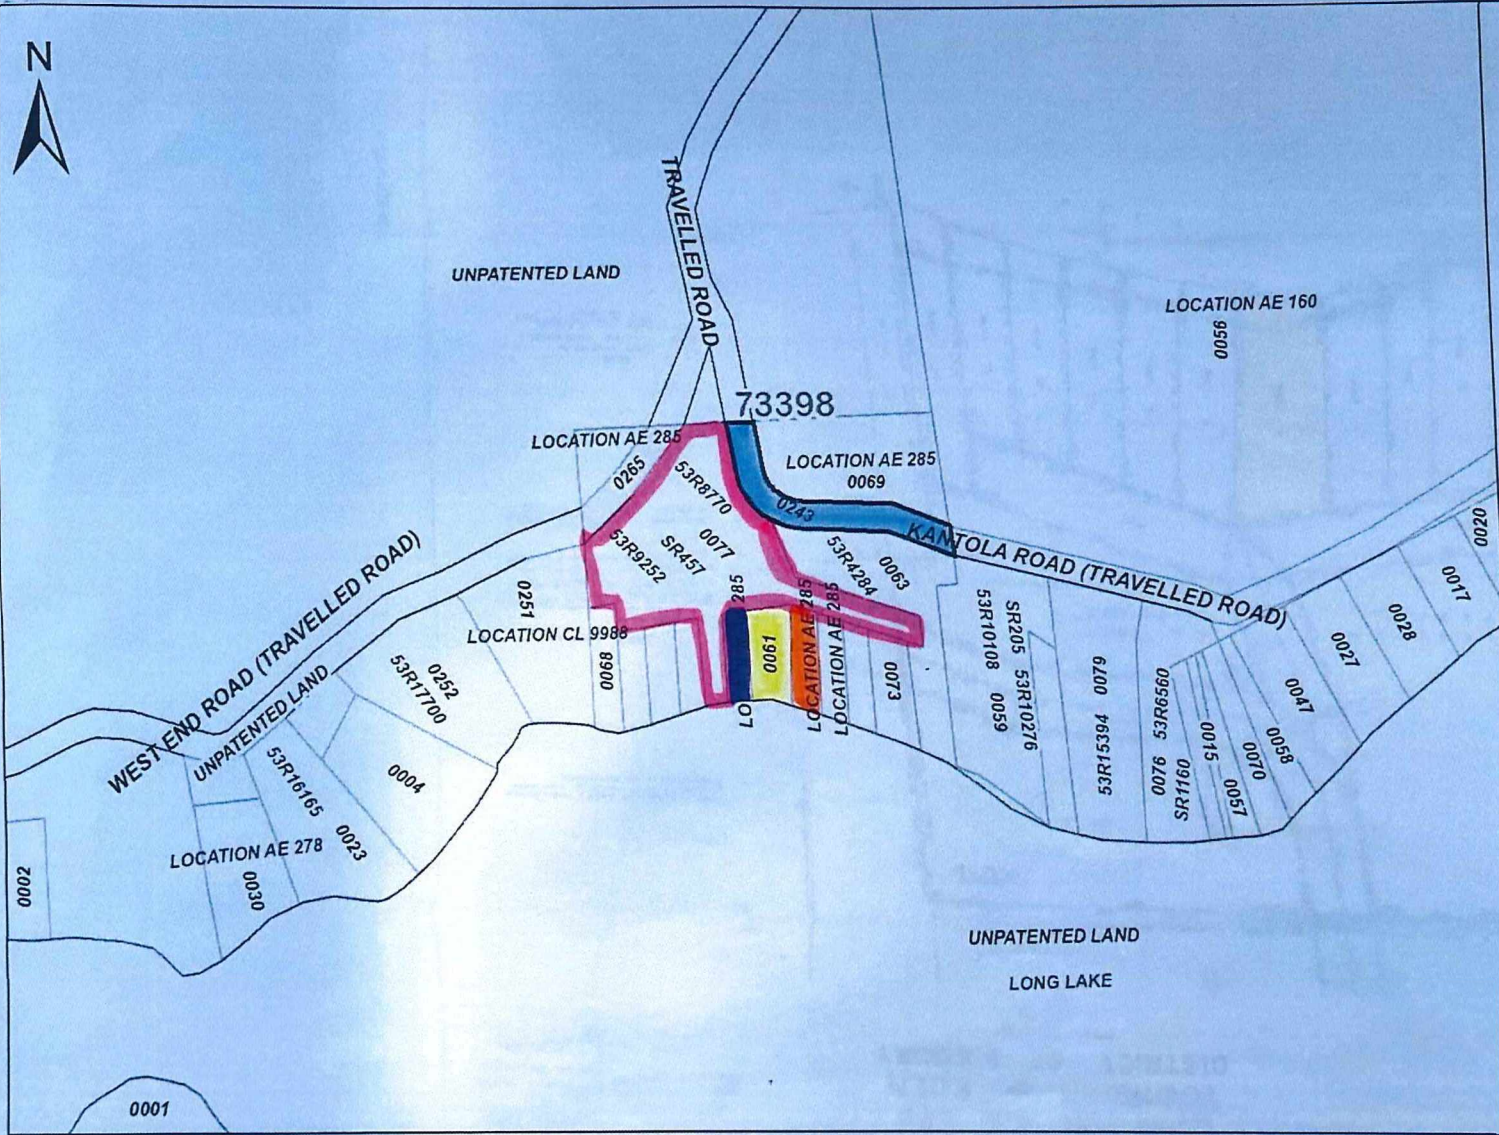 N
TRAVELLED ROAD
UNPATENTED LAND
LOCATION AE 160
0056
73398
LOCATION AE 285
0265
53R8770
LOCATION AE 285
0069
0243
KANTOLA ROAD (TRAVELLED ROAD)
0020
WEST END ROAD (TRAVELLED ROAD)
UNPATENTED LAND
53R9252
SR457
0077
53R4284
0063
0251
LOCATION CL 9988
0068
285
LO
0061
LOCATION AE 285
LOCATION AE 285
0073
53R10108
SR205
0059
53R10276
53R15394
0079
0076
53R6560
SR1160
0015
0057
0070
0058
0047
0027
0028
0017
0252
53R17700
0004
53R16165
0023
LOCATION AE 278
0030
0002
UNPATENTED LAND
LONG LAKE
0001